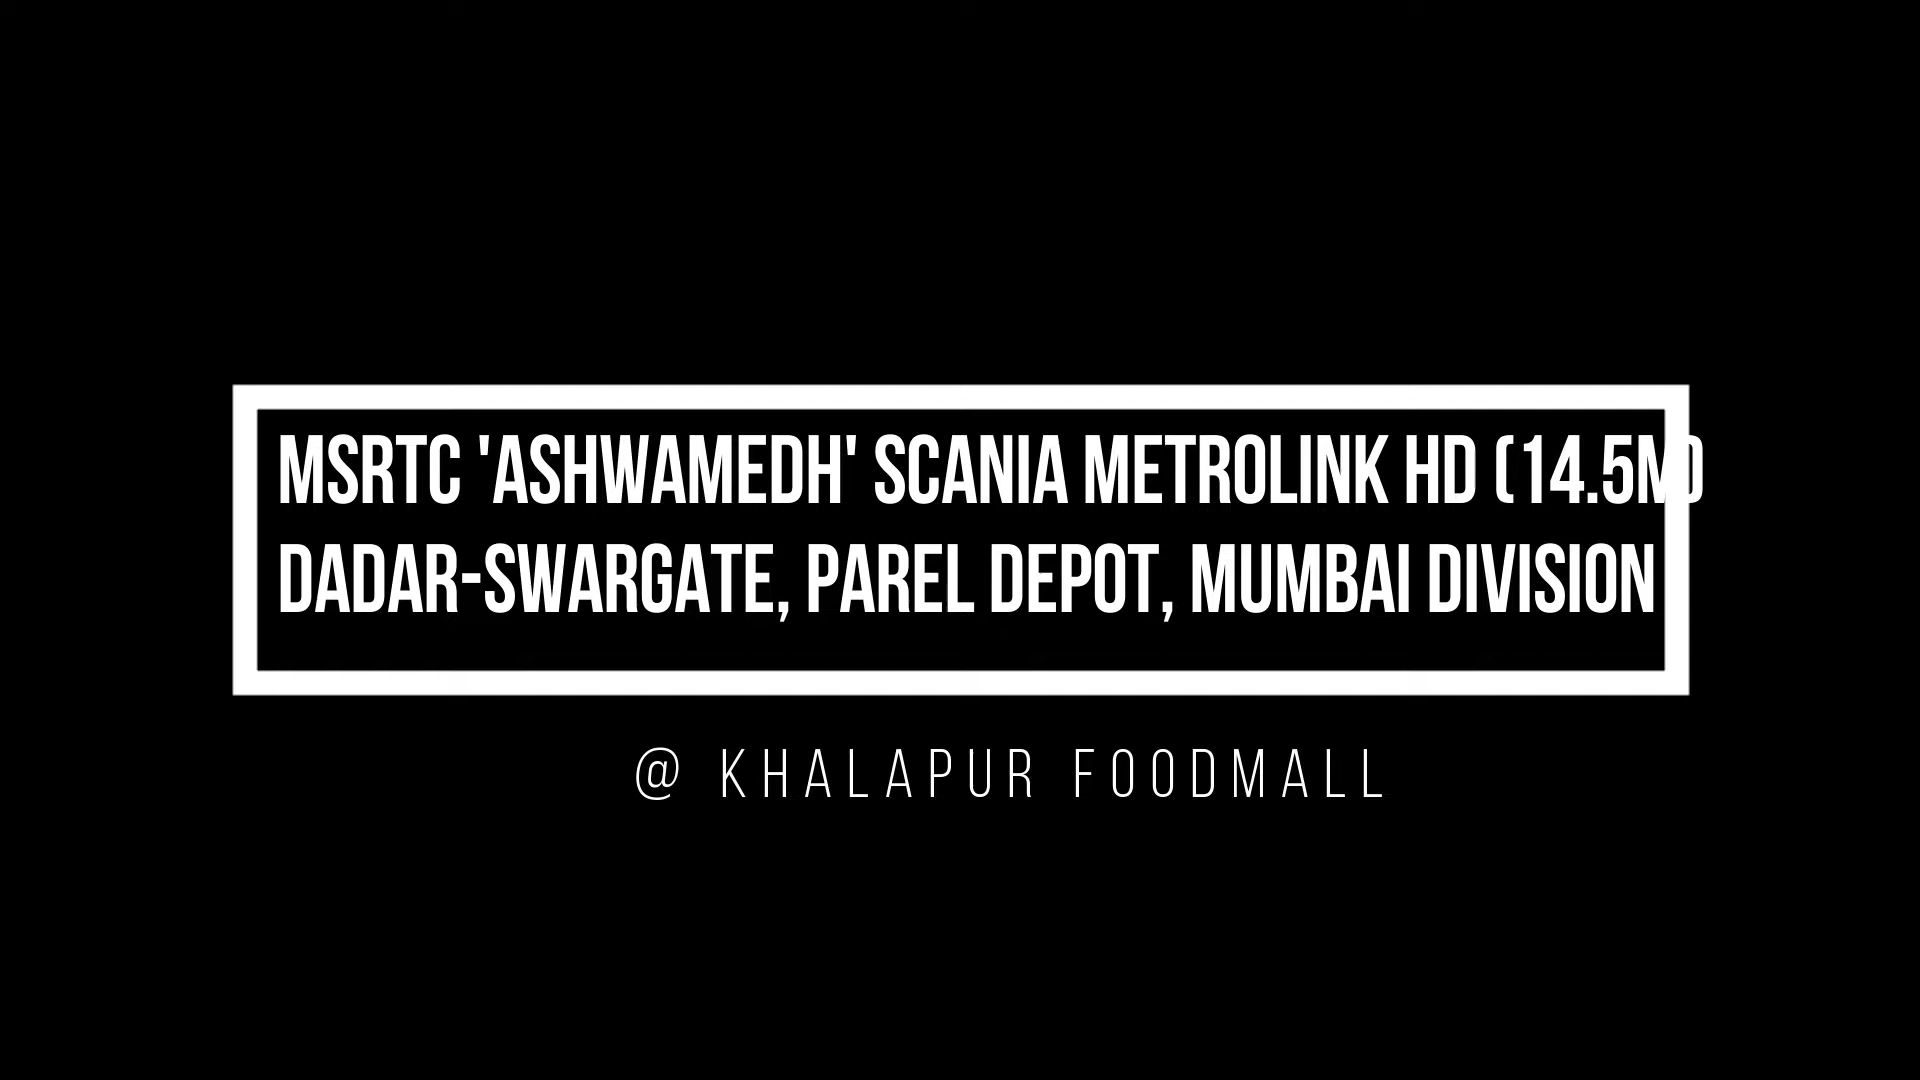 MSRTC 'ASHWAMEDH' SCANIA METROLINK HD (14.5M)
DADAR-SWARGATE, PAREL DEPOT, MUMBAI DIVISION
@ KHALAPUR FOODMALL